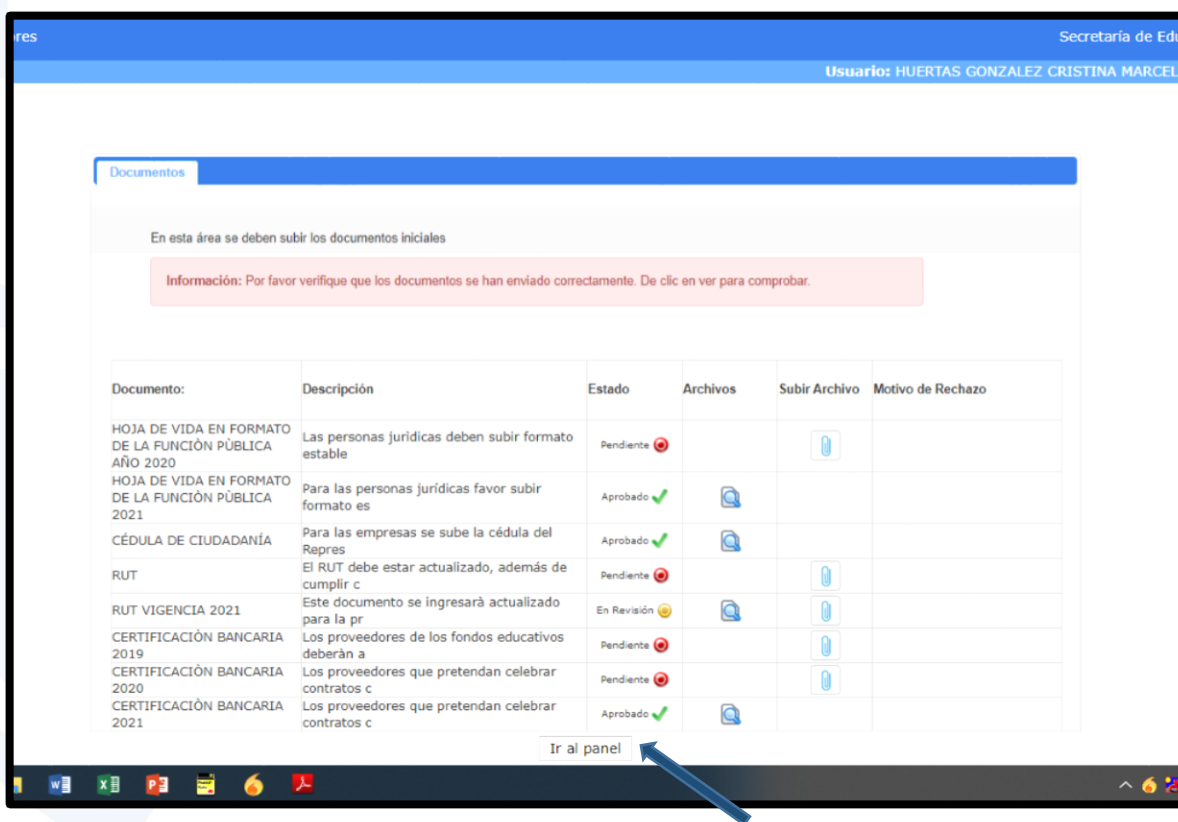 res
Secretaría de Edu
Usuario: HUERTAS GONZALEZ CRISTINA MARCEL
Documentos
En esta área se deben subir los documentos iniciales
Información: Por favor verifique que los documentos se han enviado correctamente. De clic en ver para comprobar.
Documento: Descripción Estado Archivos Subir Archivo Motivo de Rechazo
HOJA DE VIDA EN FORMATO
DE LA FUNCIÒN PÙBLICA
AÑO 2020
Las personas juridicas deben subir formato
estable
Pendiente
HOJA DE VIDA EN FORMATO
DE LA FUNCIÒN PÙBLICA
2021
Para las personas jurídicas favor subir
formato es
Aprobado
CÉDULA DE CIUDADANÍA
Para las empresas se sube la cédula del
Repres
Aprobado
RUT
El RUT debe estar actualizado, además de
cumplir c
Pendiente
RUT VIGENCIA 2021
Este documento se ingresarà actualizado
para la pr
En Revisión
CERTIFICACIÒN BANCARIA
2019
Los proveedores de los fondos educativos
deberàn a
Pendiente
CERTIFICACIÒN BANCARIA
2020
Los proveedores que pretendan celebrar
contratos c
Pendiente
CERTIFICACIÒN BANCARIA
2021
Los proveedores que pretendan celebrar
contratos c
Aprobado
Ir al panel